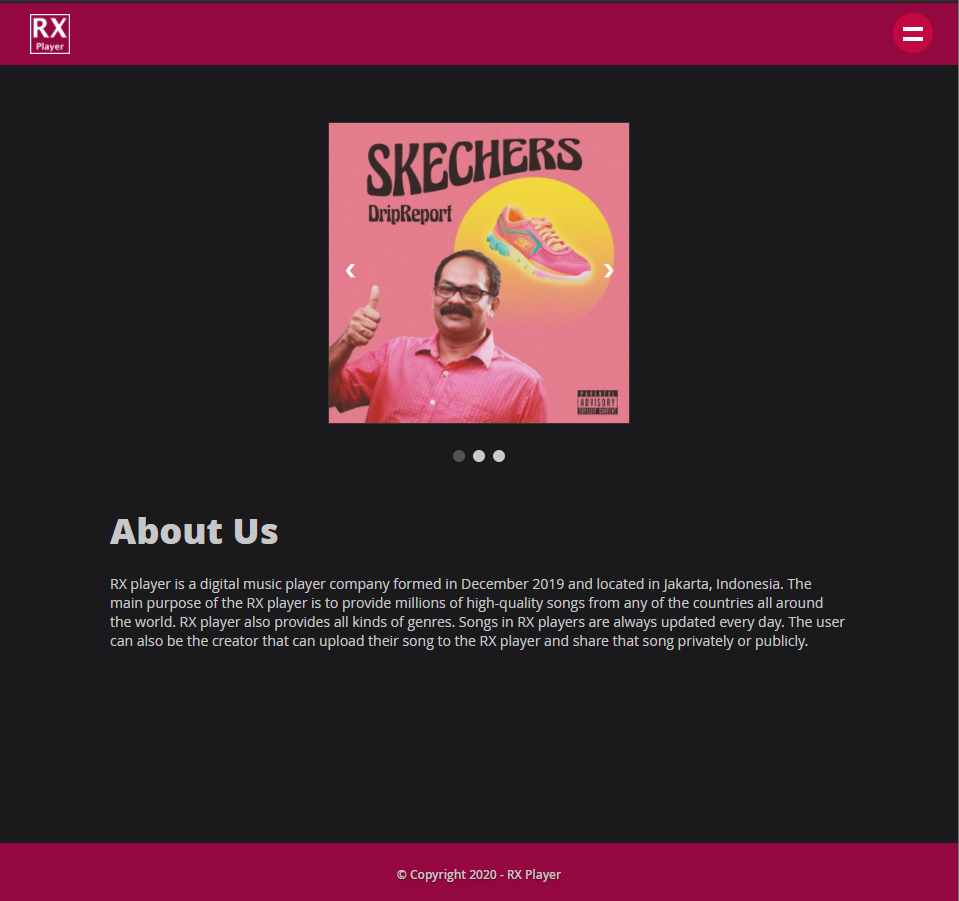 RX
Player
SKECHERS
DripReport
PARENTAL
ADVISORY
EXPLICIT CONTENT
About Us
RX player is a digital music player company formed in December 2019 and located in Jakarta, Indonesia. The
main purpose of the RX player is to provide millions of high-quality songs from any of the countries all around
the world. RX player also provides all kinds of genres. Songs in RX players are always updated every day. The user
can also be the creator that can upload their song to the RX player and share that song privately or publicly.
© Copyright 2020 - RX Player